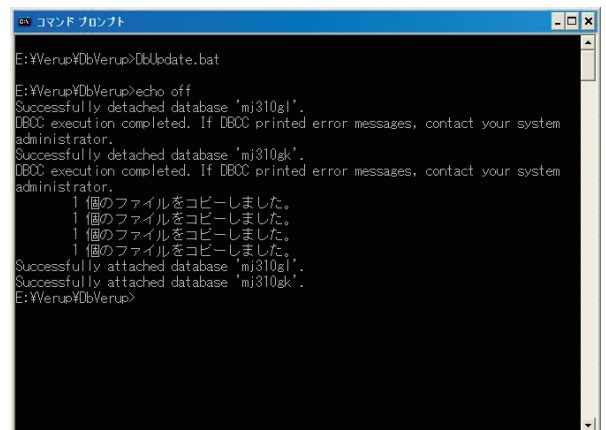 コマンド プロンプト
E:¥Verup¥DbVerup>DbUpdate.bat
E:¥Verup¥DbVerup>echo off
Successfully detached database 'mj310gl'.
DBCC execution completed. If DBCC printed error messages, contact your system
administrator.
Successfully detached database 'mj310gk'.
DBCC execution completed. If DBCC printed error messages, contact your system
administrator.
1 個のファイルをコピーしました。
1 個のファイルをコピーしました。
1 個のファイルをコピーしました。
1 個のファイルをコピーしました。
Successfully attached database 'mj310gl'.
Successfully attached database 'mj310gk'.
E:¥Verup¥DbVerup>